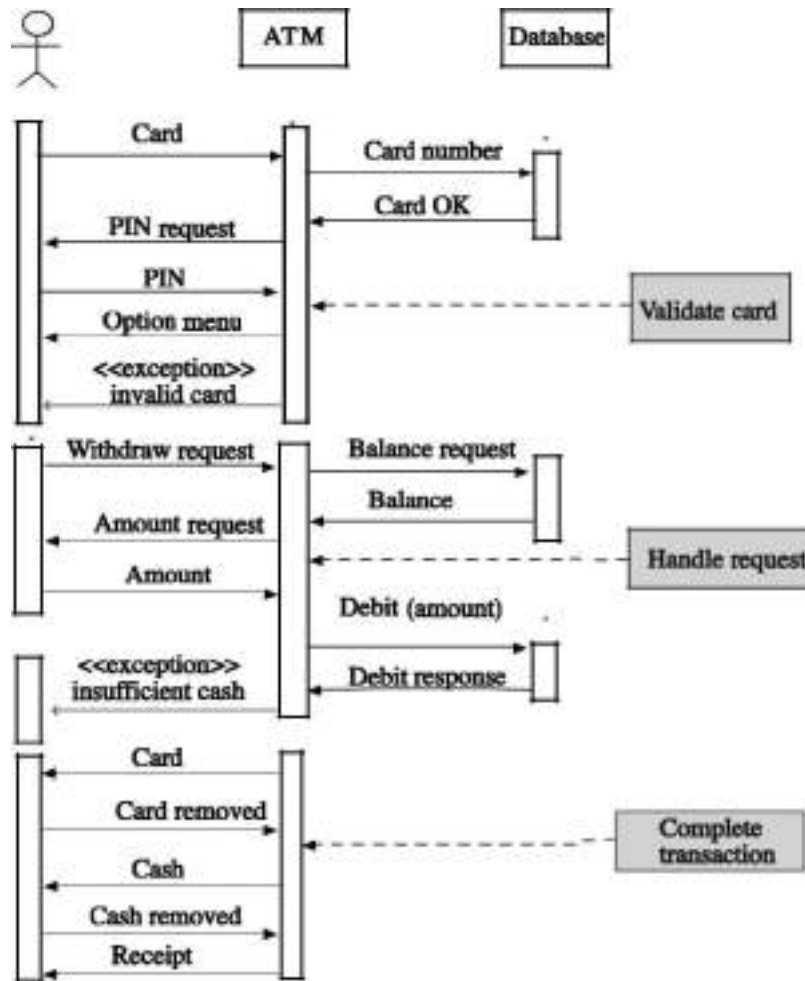 ATM
Database
Card
Card number
Card OK
PIN request
PIN
Validate card
Option menu
<<exception>>
invalid card
Withdraw request
Balance request
Balance
Amount request
Handle request
Amount
Debit (amount)
<<exception>>
insufficient cash
Debit response
Card
Card removed
Complete
transaction
Cash
Cash removed
Receipt